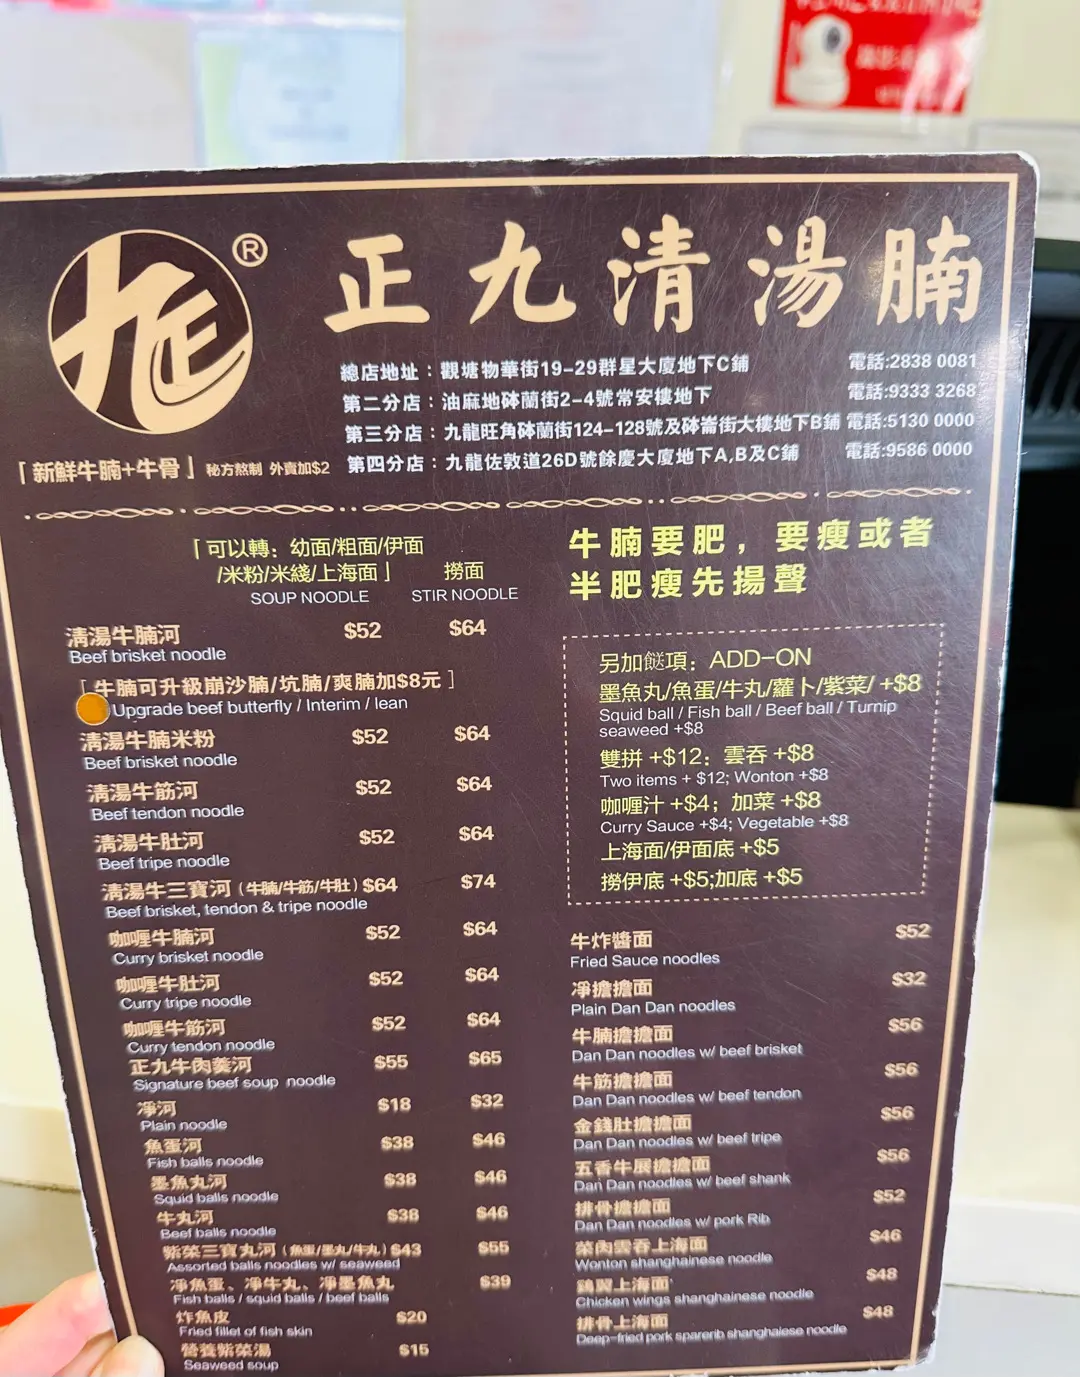 正九清湯腩
®
總店地址：觀塘物華街19-29群星大廈地下C鋪 電話:2838 0081
第二分店：油麻地砵蘭街2-4號常安樓地下 電話:9333 3268
第三分店：九龍旺角砵蘭街124-128號及砵崙街大樓地下B鋪 電話:5130 0000
第四分店：九龍佐敦道26D號餘慶大廈地下A,B及C鋪 電話:9586 0000
「新鮮牛腩+牛骨」秘方熬制 外賣加$2
「可以轉：幼面/粗面/伊面
/米粉/米綫/上海面」 撈面
SOUP NOODLE STIR NOODLE
清湯牛腩河 $52 $64
Beef brisket noodle
[ 牛腩可升級崩沙腩/坑腩/爽腩加$8元 ]
Upgrade beef butterfly / Interim / lean
清湯牛腩米粉 $52 $64
Beef brisket noodle
清湯牛筋河 $52 $64
Beef tendon noodle
清湯牛肚河 $52 $64
Beef tripe noodle
清湯牛三寶河（牛腩/牛筋/牛肚）$64 $74
Beef brisket, tendon & tripe noodle
咖喱牛腩河 $52 $64
Curry brisket noodle
咖喱牛肚河 $52 $64
Curry tripe noodle
咖喱牛筋河 $52 $64
Curry tendon noodle
正九牛肉羹河 $55 $65
Signature beef soup noodle
凈河 $18 $32
Plain noodle
魚蛋河 $38 $46
Fish balls noodle
墨魚丸河 $38 $46
Squid balls noodle
牛丸河 $38 $46
Beef balls noodle
紫菜三寶丸河（魚蛋/墨丸/牛丸）$43 $55
Assorted balls noodles w/ seaweed
凈魚蛋、凈牛丸、凈墨魚丸 $39
Fish balls / squid balls / beef balls
炸魚皮 $20
Fried fillet of fish skin
營養紫菜湯 $15
Seaweed soup
牛腩要肥，要瘦或者
半肥瘦先揚聲
另加餸項：ADD-ON
墨魚丸/魚蛋/牛丸/蘿卜/紫菜/ +$8
Squid ball / Fish ball / Beef ball / Turnip
seaweed +$8
雙拼 +$12；雲吞 +$8
Two items + $12; Wonton +$8
咖喱汁 +$4；加菜 +$8
Curry Sauce +$4; Vegetable +$8
上海面/伊面底 +$5
撈伊底 +$5;加底 +$5
牛炸醬面 $52
Fried Sauce noodles
凈擔擔面 $32
Plain Dan Dan noodles
牛腩擔擔面 $56
Dan Dan noodles w/ beef brisket
牛筋擔擔面 $56
Dan Dan noodles w/ beef tendon
金錢肚擔擔面 $56
Dan Dan noodles w/ beef tripe
五香牛展擔擔面 $56
Dan Dan noodles w/ beef shank
排骨擔擔面 $52
Dan Dan noodles w/ pork Rib
菜肉雲吞上海面 $46
Wonton shanghainese noodle
鷄翼上海面 $48
Chicken wings shanghainese noodle
排骨上海面 $48
Deep-fried pork sparerib shanghaiese noodle